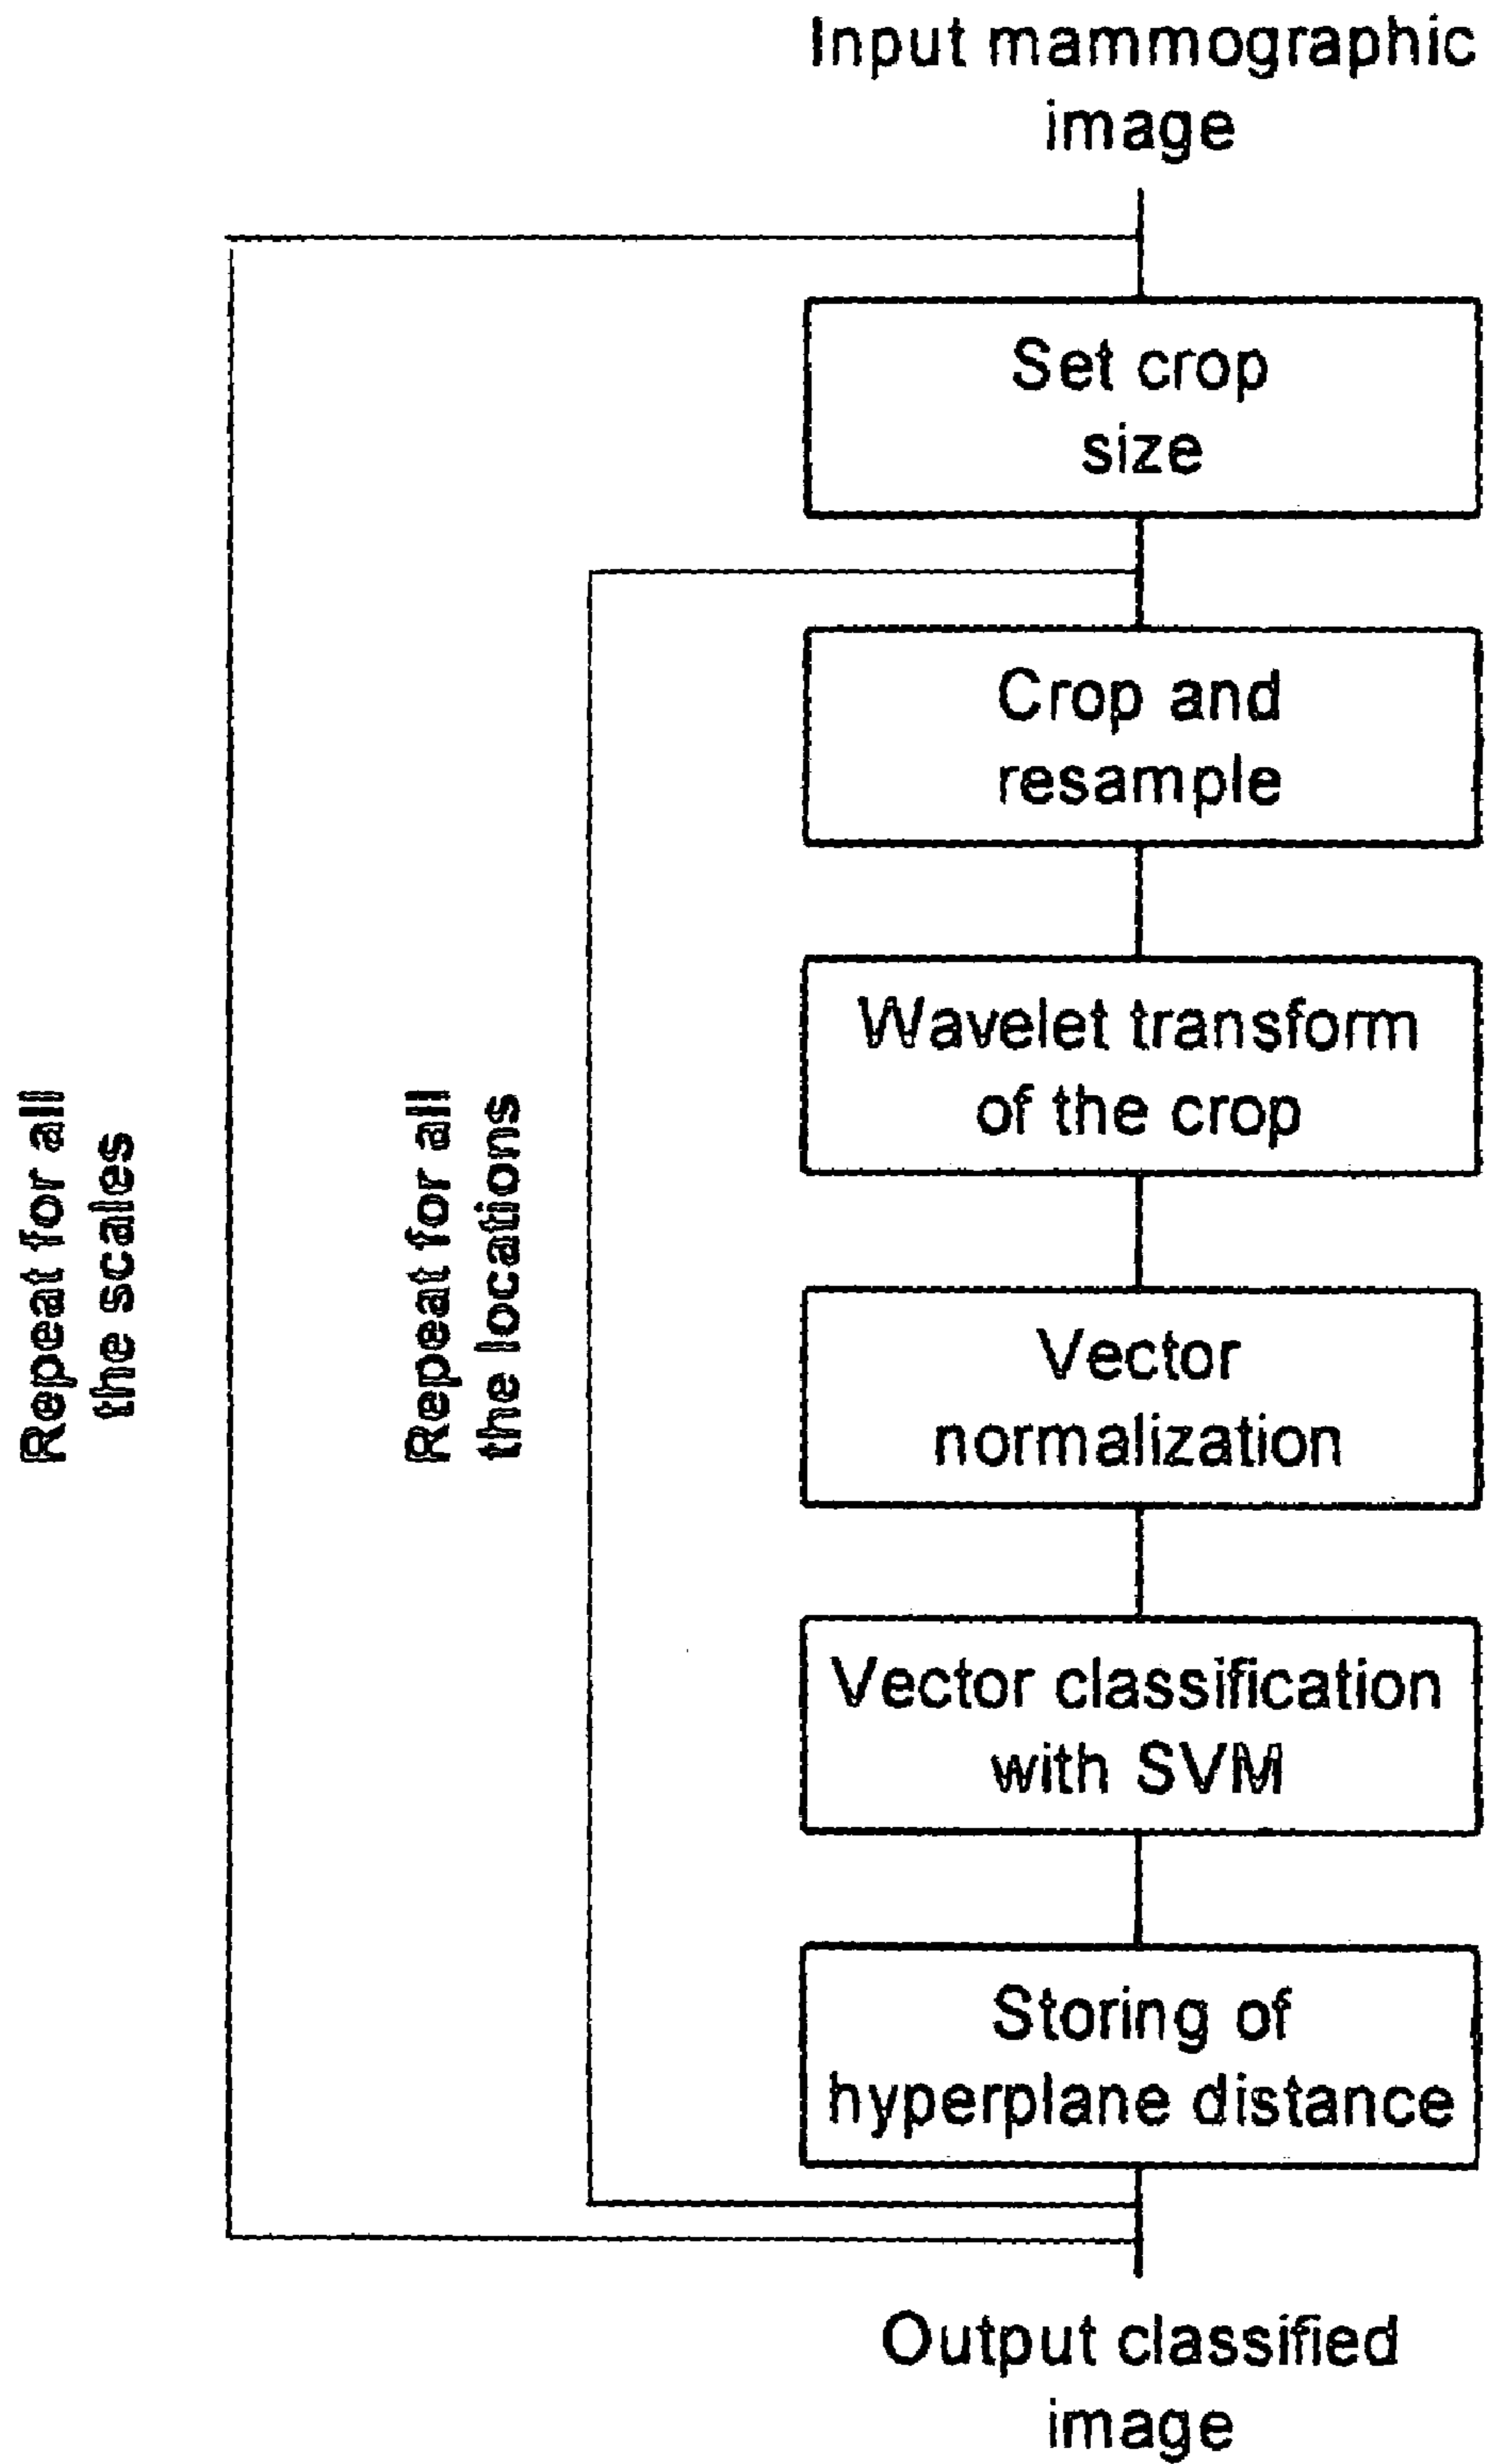 Input mammographic
image
Set crop
size
Crop and
resample
Wavelet transform
of the crop
Vector
normalization
Vector classification
with SVM
Storing of
hyperplane distance
Output classified
image
Repeat for all
the scales
Repeat for all
the locations